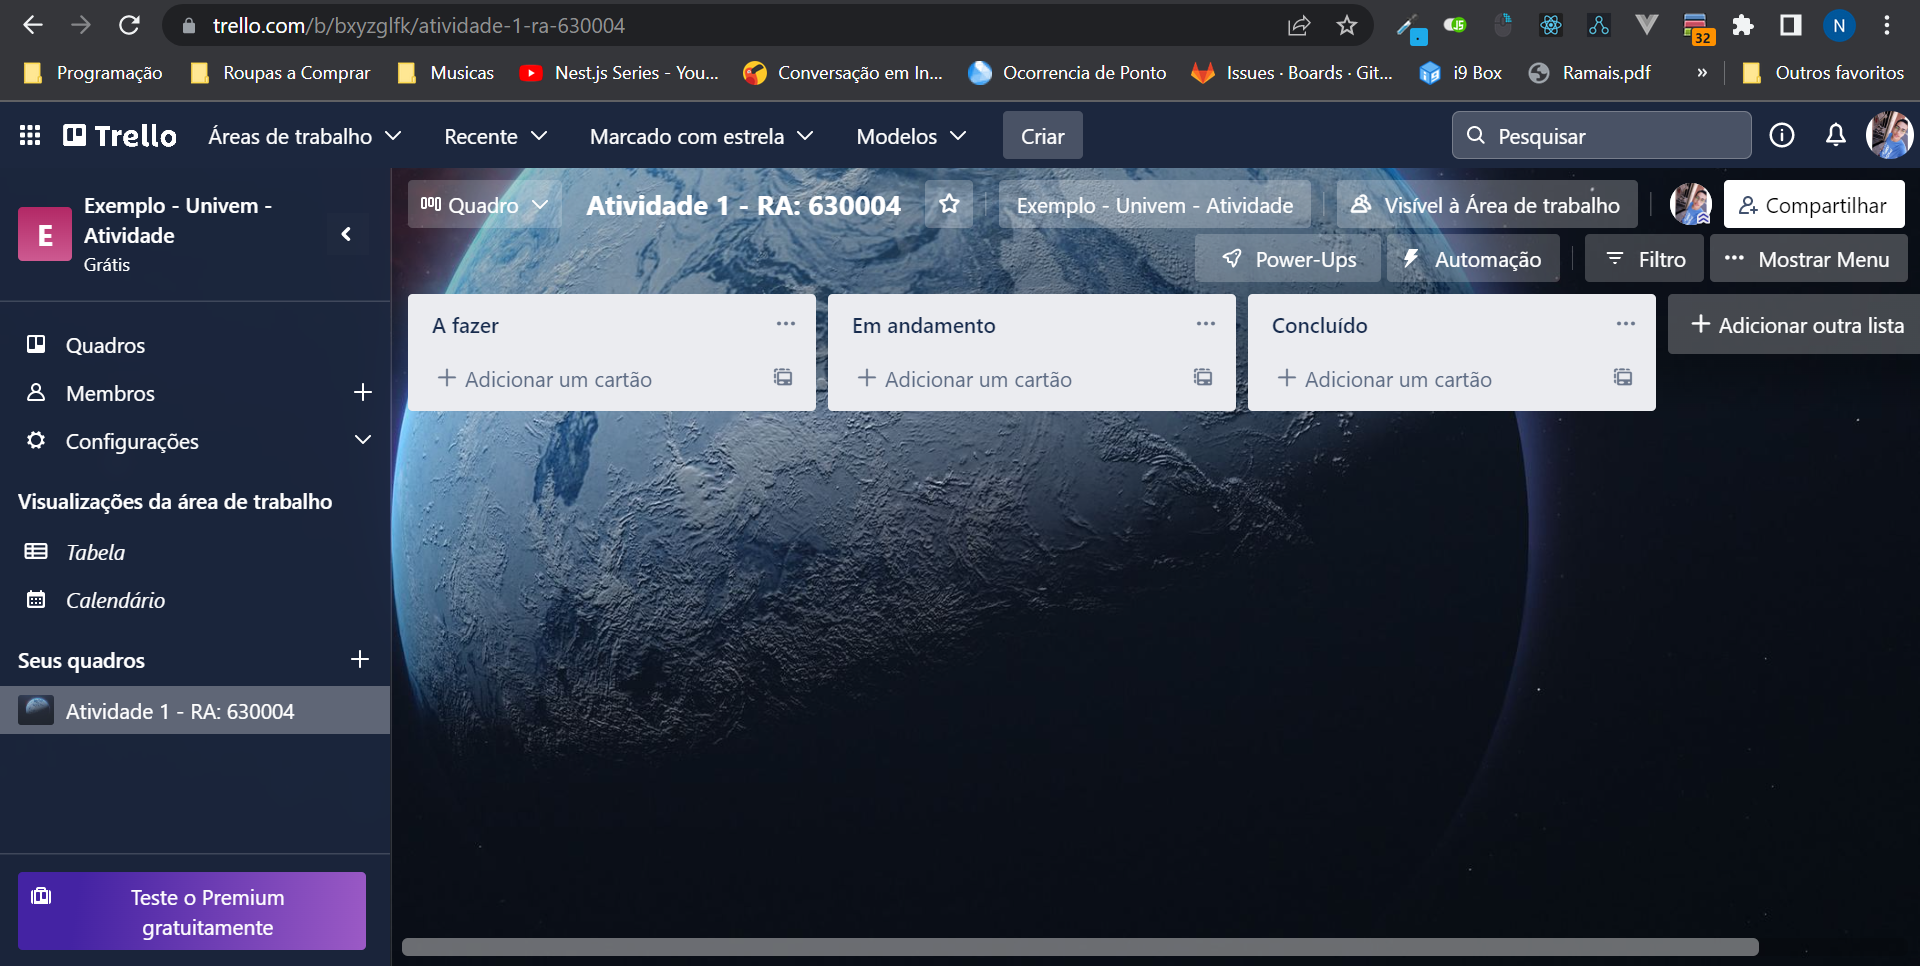 trello.com/b/bxyzglfk/atividade-1-ra-630004
JS
32
N
Programação
Roupas a Comprar
Musicas
Nest.js Series - You...
Conversação em In...
Ocorrencia de Ponto
Issues · Boards · Git...
i9 Box
Ramais.pdf
»
Outros favoritos
Trello
Áreas de trabalho
Recente
Marcado com estrela
Modelos
Criar
Pesquisar
E
Exemplo - Univem -
Atividade
Grátis
Quadros
Membros
Configurações
Visualizações da área de trabalho
Tabela
Calendário
Seus quadros
Atividade 1 - RA: 630004
Teste o Premium
gratuitamente
Quadro
Atividade 1 - RA: 630004
Exemplo - Univem - Atividade
Visível à Área de trabalho
Compartilhar
Power-Ups
Automação
Filtro
Mostrar Menu
A fazer
Adicionar um cartão
Em andamento
Adicionar um cartão
Concluído
Adicionar um cartão
Adicionar outra lista